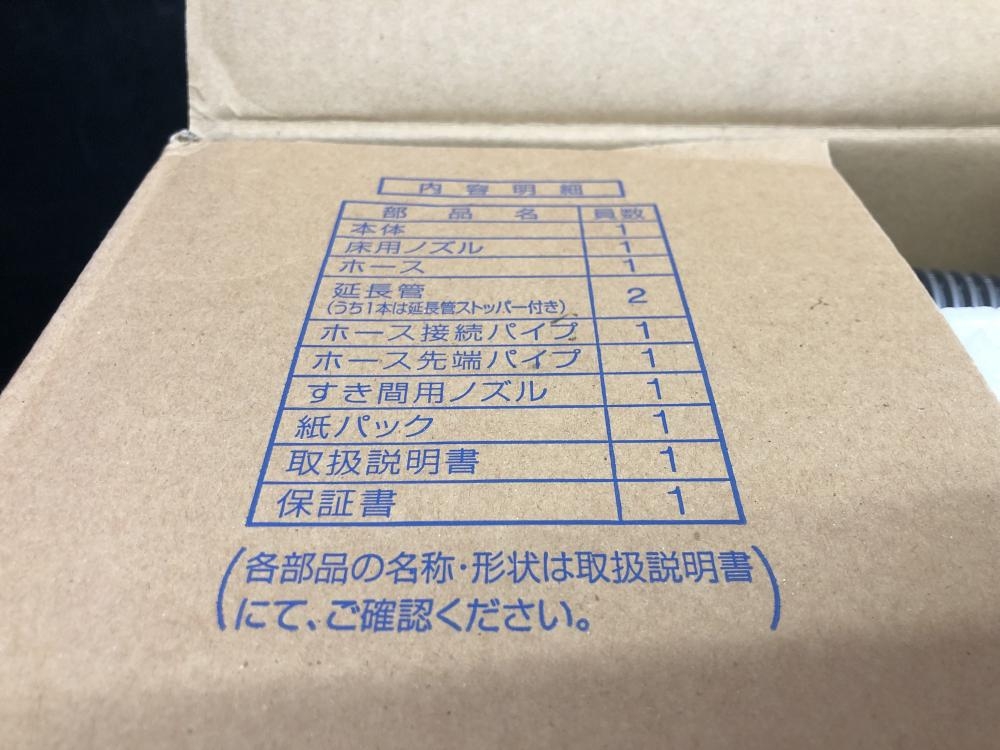 内容明細
部品名 員数
本体 1
床用ノズル 1
ホース 1
延長管 2
(うち1本は延長管ストッパー付き)
ホース接続パイプ 1
ホース先端パイプ 1
すき間用ノズル 1
紙パック 1
取扱説明書 1
保証書 1
(各部品の名称・形状は取扱説明書
にて、ご確認ください。)